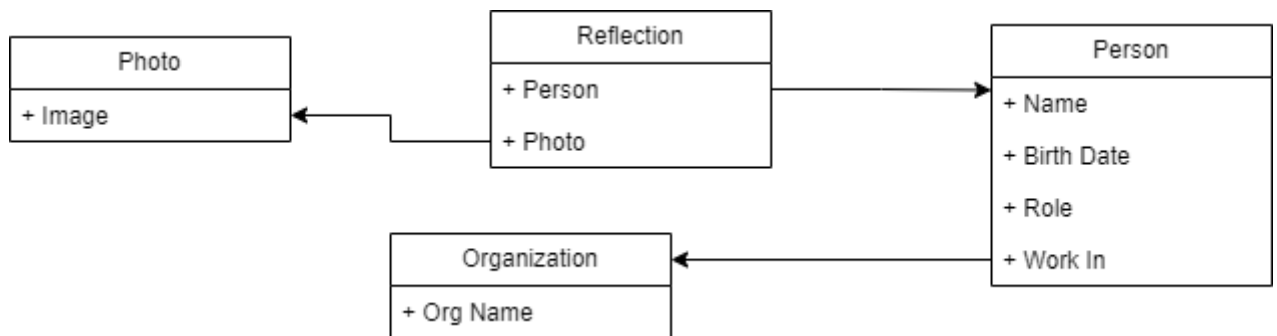 Photo
+ Image
Reflection
+ Person
+ Photo
Person
+ Name
+ Birth Date
+ Role
+ Work In
Organization
+ Org Name